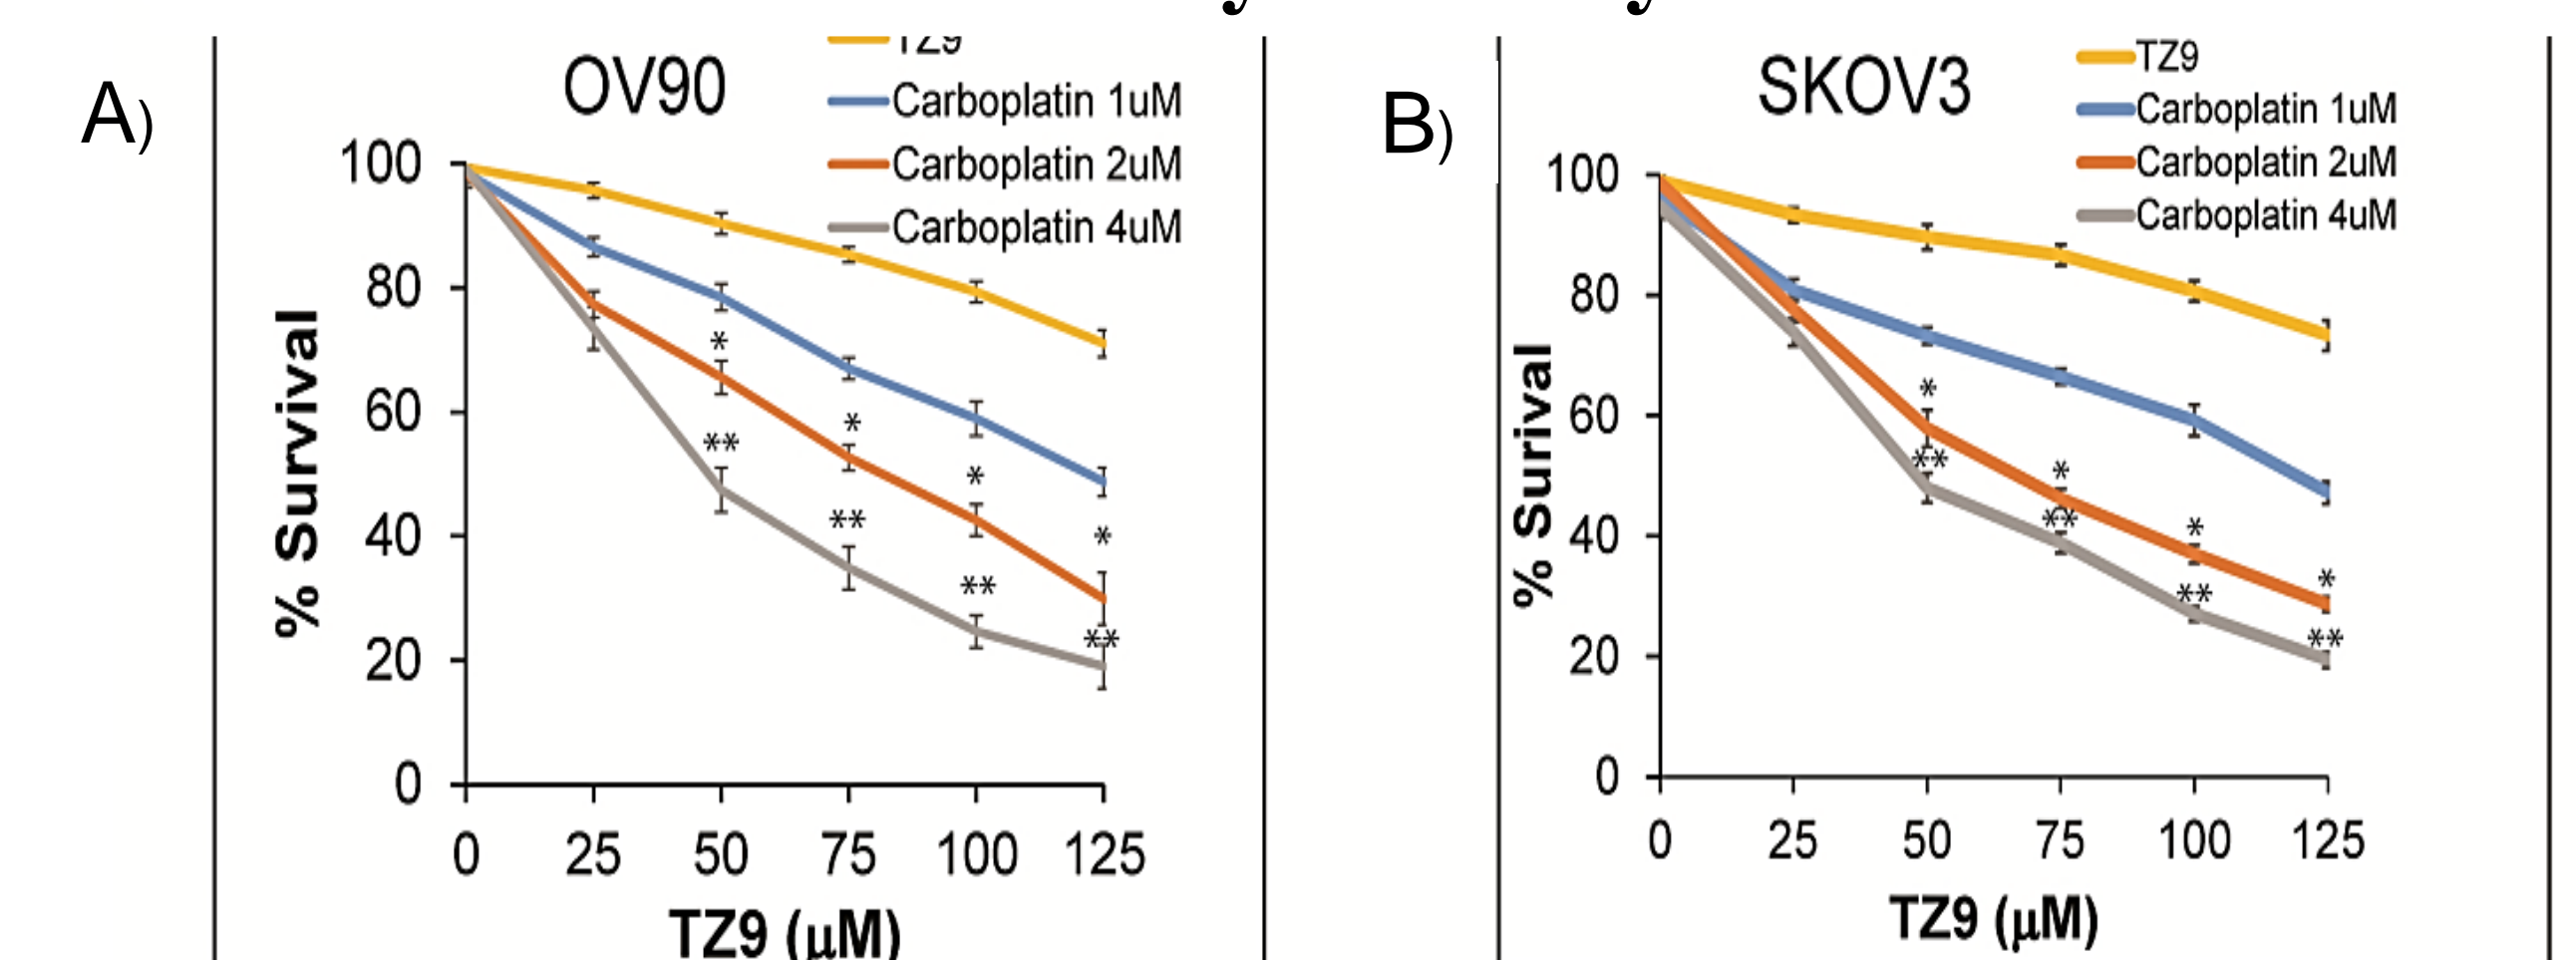 A)
OV90
TZ9
Carboplatin 1uM
Carboplatin 2uM
Carboplatin 4uM
% Survival
100
80
60
40
20
0
*
*
*
*
**
**
**
**
0 25 50 75 100 125
TZ9 (μM)
B)
SKOV3
TZ9
Carboplatin 1uM
Carboplatin 2uM
Carboplatin 4uM
% Surival
100
80
60
40
20
0
*
*
*
*
**
**
**
**
0 25 50 75 100 125
TZ9 (μM)